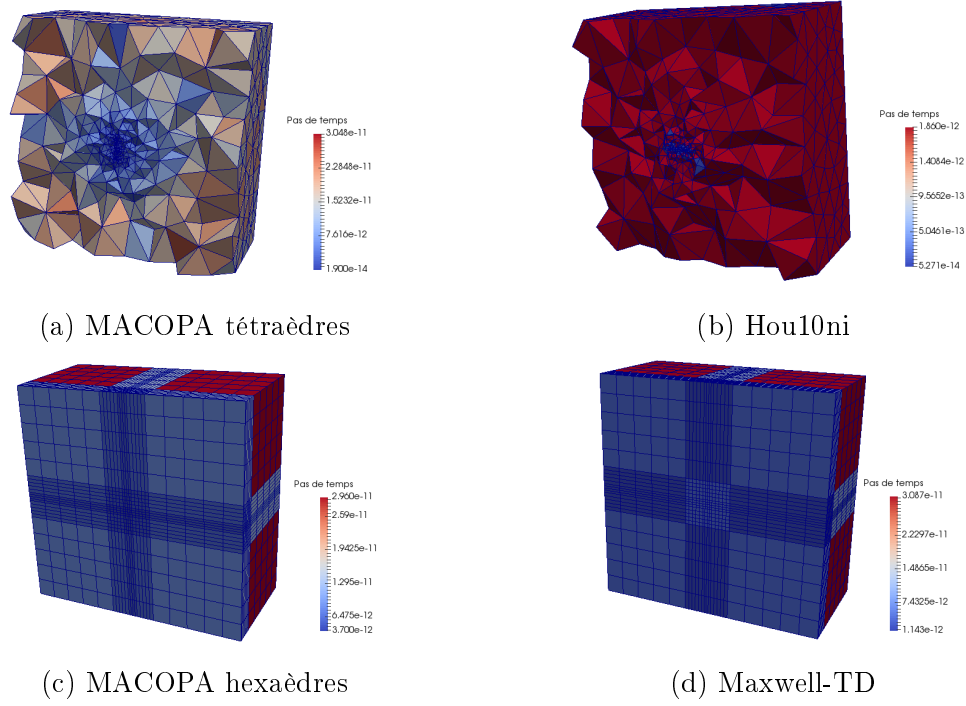 Pas de temps
3.048e-11
2.2848e-11
1.5232e-11
7.616e-12
1.900e-14
Pas de temps
1.860e-12
1.4084e-12
9.5652e-13
5.0461e-13
5.271e-14
(a) MACOPA tétraèdres
(b) Hou10ni
Pas de temps
2.960e-11
2.59e-11
1.9425e-11
1.295e-11
6.475e-12
3.700e-12
Pas de temps
3.087e-11
2.2297e-11
1.4865e-11
7.4325e-12
1.143e-12
(c) MACOPA hexaèdres
(d) Maxwell-TD